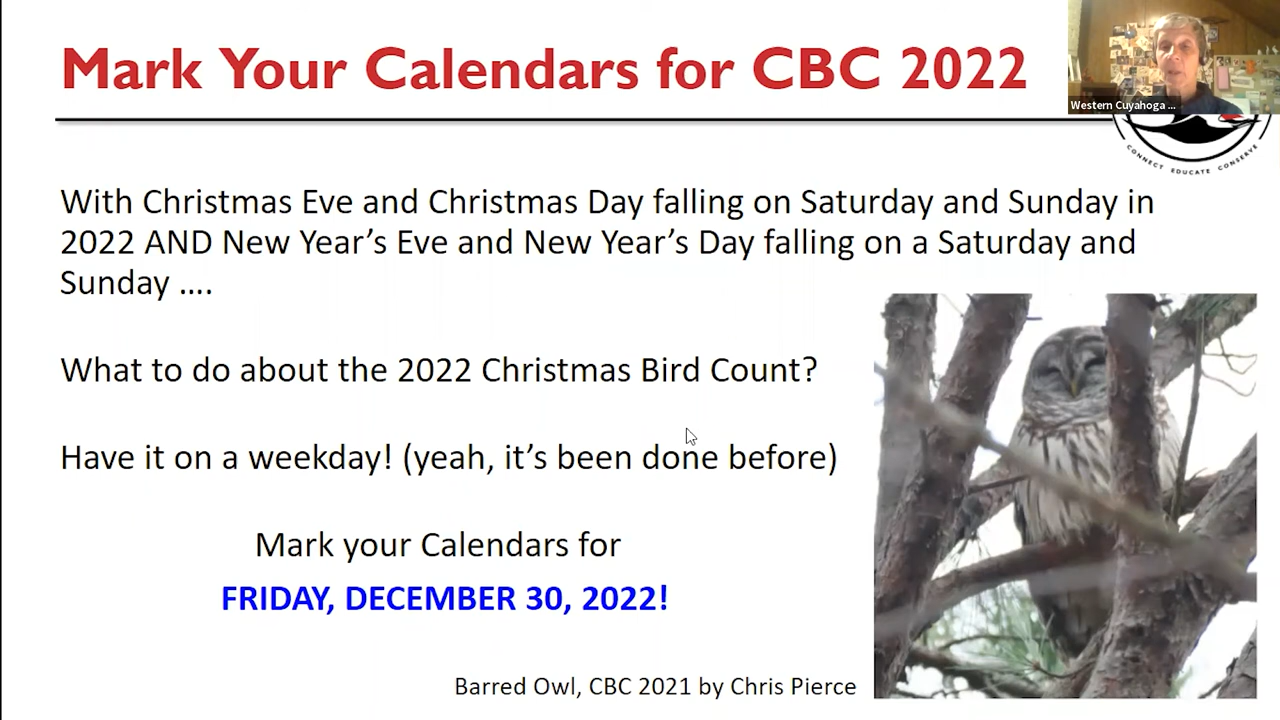 Mark Your Calendars for CBC 2022
Western Cuyahoga ...
CONNECT EDUCATE CONSERVE
With Christmas Eve and Christmas Day falling on Saturday and Sunday in
2022 AND New Year’s Eve and New Year’s Day falling on a Saturday and
Sunday ….
What to do about the 2022 Christmas Bird Count?
Have it on a weekday! (yeah, it’s been done before)
Mark your Calendars for
FRIDAY, DECEMBER 30, 2022!
Barred Owl, CBC 2021 by Chris Pierce